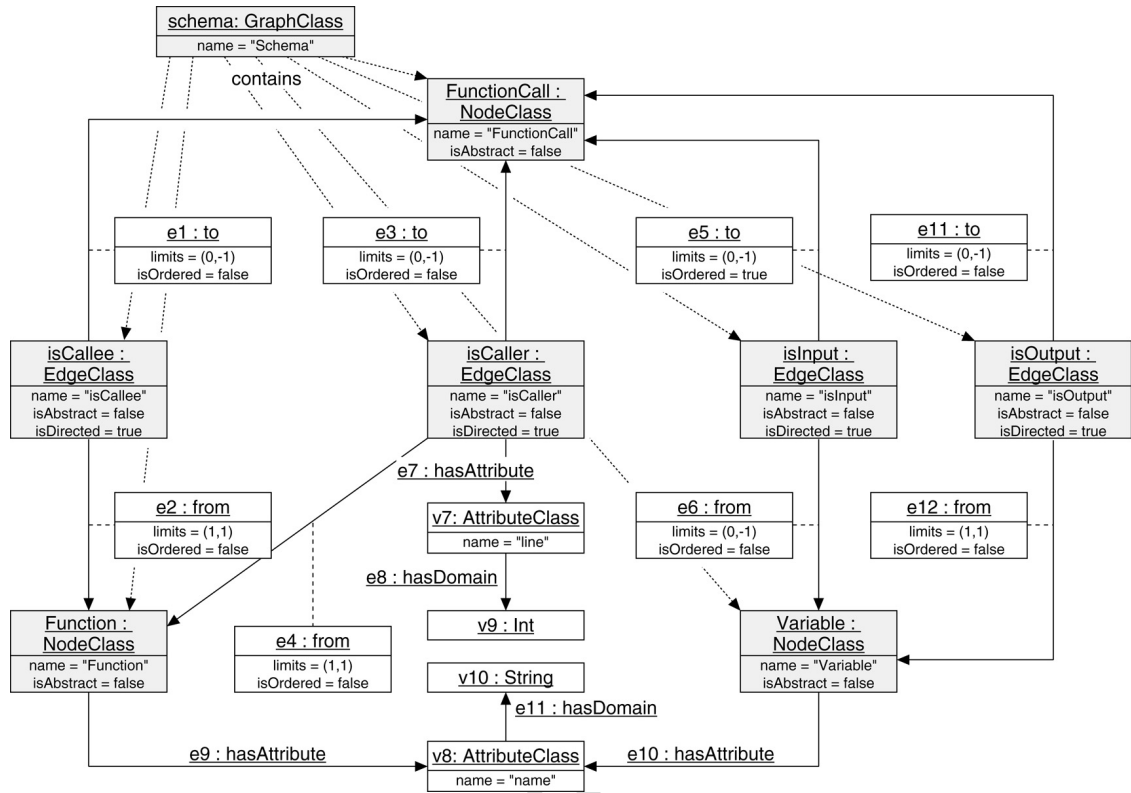 schema: GraphClass
name = "Schema"
contains
FunctionCall :
NodeClass
name = "FunctionCall"
isAbstract = false
e1 : to
limits = (0,-1)
isOrdered = false
e3 : to
limits = (0,-1)
isOrdered = false
e5 : to
limits = (0,-1)
isOrdered = true
e11 : to
limits = (0,-1)
isOrdered = false
isCallee :
EdgeClass
name = "isCallee"
isAbstract = false
isDirected = true
isCaller :
EdgeClass
name = "isCaller"
isAbstract = false
isDirected = true
isInput :
EdgeClass
name = "isInput"
isAbstract = false
isDirected = true
isOutput :
EdgeClass
name = "isOutput"
isAbstract = false
isDirected = true
e7 : hasAttribute
e2 : from
limits = (1,1)
isOrdered = false
v7: AttributeClass
name = "line"
e6 : from
limits = (0,-1)
isOrdered = false
e12 : from
limits = (1,1)
isOrdered = false
e8 : hasDomain
Function :
NodeClass
name = "Function"
isAbstract = false
e4 : from
limits = (1,1)
isOrdered = false
v9 : Int
Variable :
NodeClass
name = "Variable"
isAbstract = false
v10 : String
e11 : hasDomain
e9 : hasAttribute
v8: AttributeClass
name = "name"
e10 : hasAttribute